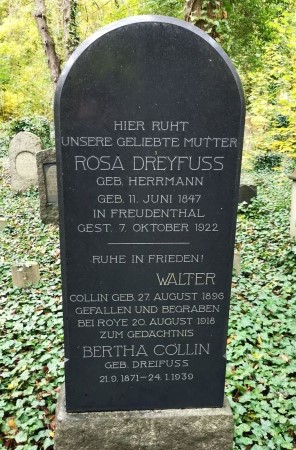 HIER RUHT
UNSERE GELIEBTE MUTTER
ROSA DREYFUSS
GEB. HERRMANN
GEB. 11. JUNI 1847
IN FREUDENTHAL
GEST. 7. OKTOBER 1922
RUHE IN FRIEDEN!
WALTER
COLLIN GEB. 27. AUGUST 1896
GEFALLEN UND BEGRABEN
BEI ROYE 20. AUGUST 1918
ZUM GEDÄCHTNIS
BERTHA COLLIN
GEB. DREIFUSS
21.9.1871-24.1.1939